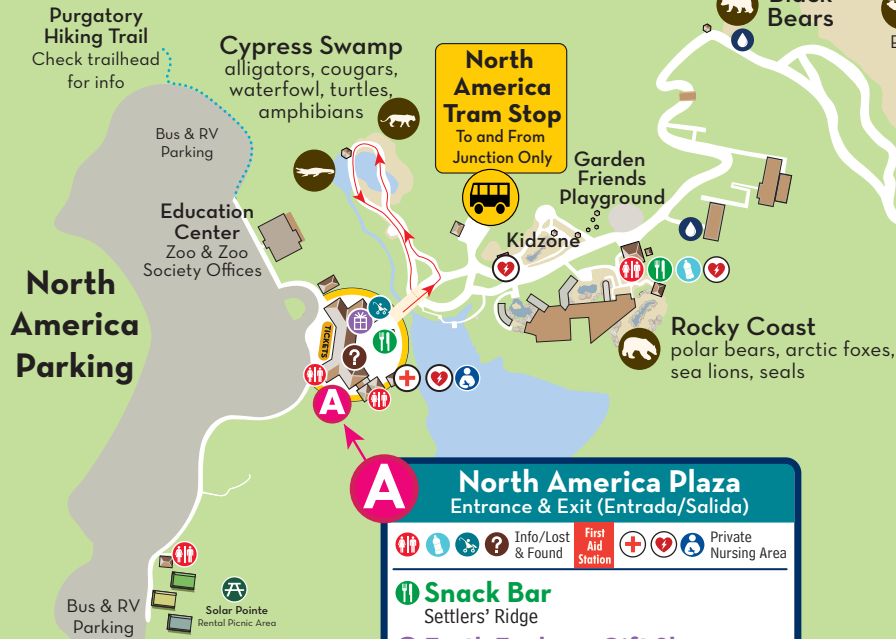 Purgatory
Hiking Trail
Check trailhead
for info
Cypress Swamp
alligators, cougars,
waterfowl, turtles,
amphibians
North
America
Tram Stop
To and From
Junction Only
Bears
Bus & RV
Parking
Garden
Friends
Playground
Education
Center
Zoo & Zoo
Society Offices
Kidzone
North
America
Parking
TICKETS
?
Rocky Coast
polar bears, arctic foxes,
sea lions, seals
A
A
North America Plaza
Entrance & Exit (Entrada/Salida)
?
Info/Lost
& Found
First
Aid
Station
Private
Nursing Area
Snack Bar
Settlers' Ridge
Solar Pointe
Rental Picnic Area
Bus & RV
Parking